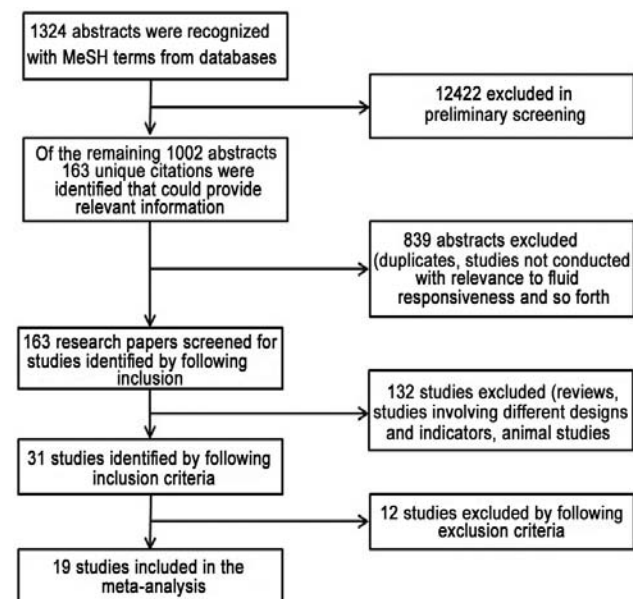 1324 abstracts were recognized
with MeSH terms from databases
12422 excluded in
preliminary screening
Of the remaining 1002 abstracts
163 unique citations were
identified that could provide
relevant information
839 abstracts excluded
(duplicates, studies not conducted
with relevance to fluid
responsiveness and so forth
163 research papers screened for
studies identified by following
inclusion
132 studies excluded (reviews,
studies involving different designs
and indicators, animal studies
31 studies identified by following
inclusion criteria
12 studies excluded by following
exclusion criteria
19 studies included in the
meta-analysis